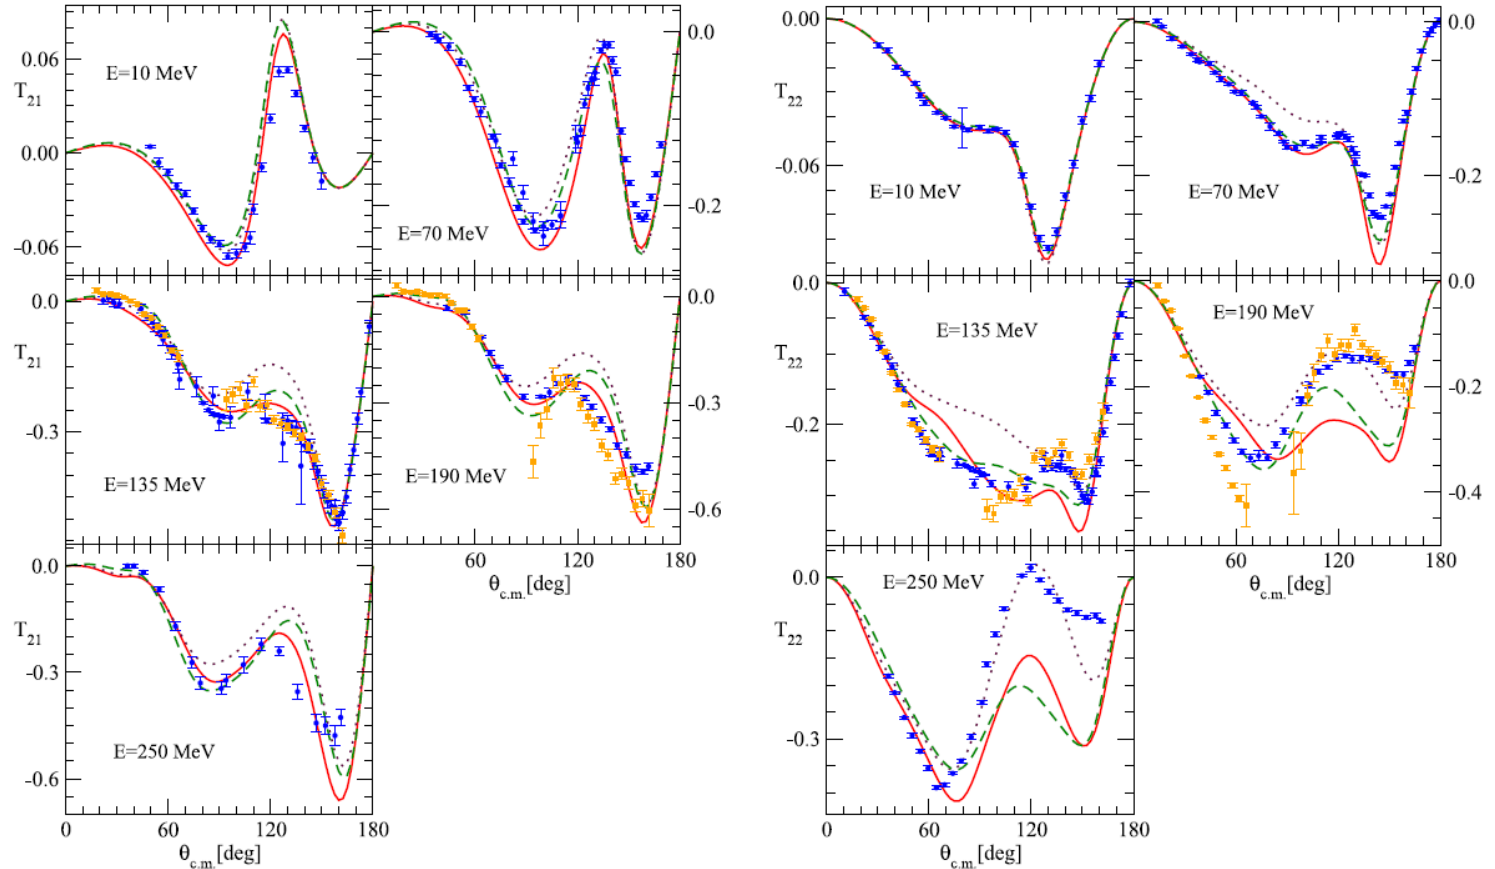 0.06
T21
0.00
-0.06
E=10 MeV
0.0
-0.2
E=70 MeV
0.0
T21
-0.3
E=135 MeV
0.0
-0.3
-0.6
E=190 MeV
60 120 180
θc.m.[deg]
0.0
T21
-0.3
-0.6
E=250 MeV
0 60 120 180
θc.m.[deg]
0.00
T22
-0.06
E=10 MeV
0.0
-0.2
E=70 MeV
0.0
T22
-0.2
E=135 MeV
0.0
-0.2
-0.4
E=190 MeV
60 120 180
θc.m.[deg]
0.0
T22
-0.3
E=250 MeV
0 60 120 180
θc.m.[deg]